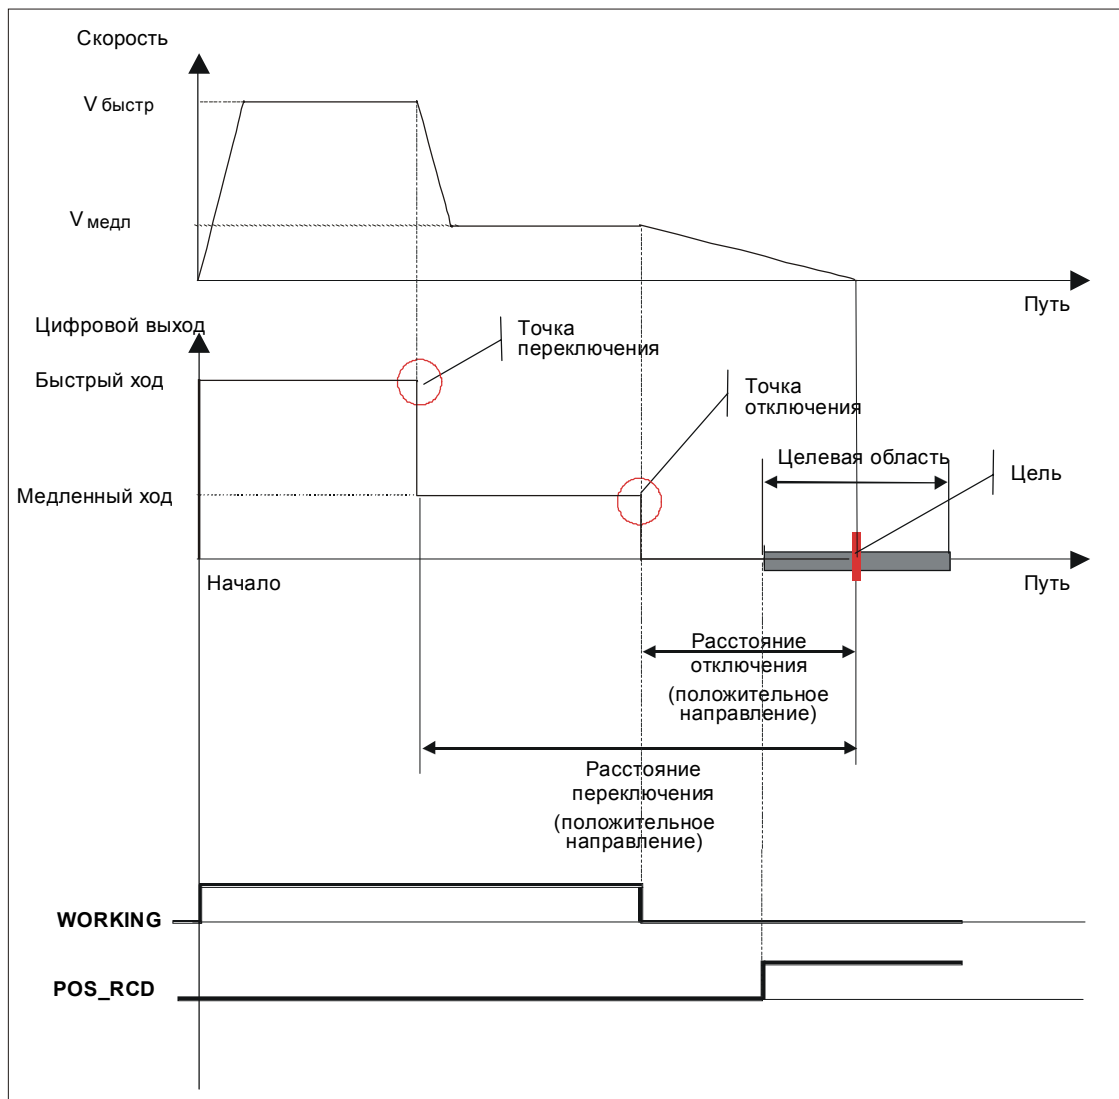 Скорость
V быстр
V медл
Путь
Цифровой выход
Точка
переключения
Быстрый ход
Точка
отключения
Целевая область
Цель
Медленный ход
Начало
Путь
Расстояние
отключения
(положительное
направление)
Расстояние
переключения
(положительное
направление)
WORKING
POS_RCD